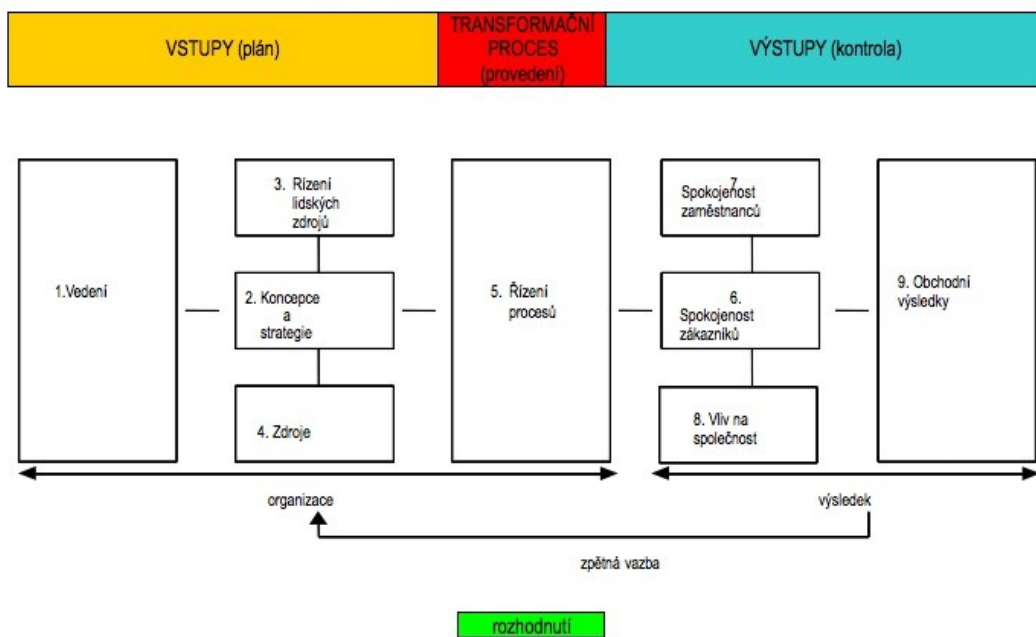 VSTUPY (plán)
TRANSFORMAČNÍ
PROCES
(provedení)
VÝSTUPY (kontrola)
1.Vedení
3. Řízení
lidských
zdrojů
2. Koncepce
a
strategie
4. Zdroje
5. Řízení
procesů
7
Spokojenost
zaměstnanců
6.
Spokojenost
zákazníků
8. Vliv na
společnost
9. Obchodní
výsledky
organizace
výsledek
zpětná vazba
rozhodnutí